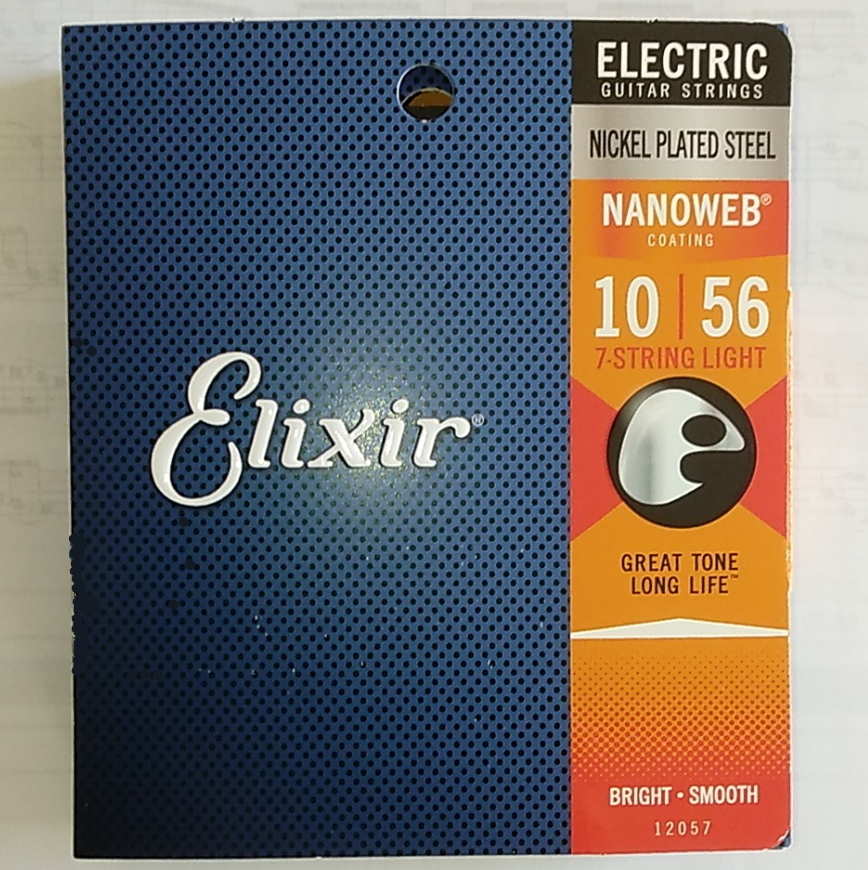 Elixir®
ELECTRIC
GUITAR STRINGS
NICKEL PLATED STEEL
NANOWEB®
COATING
10 | 56
7-STRING LIGHT
GREAT TONE
LONG LIFE™
BRIGHT • SMOOTH
12057